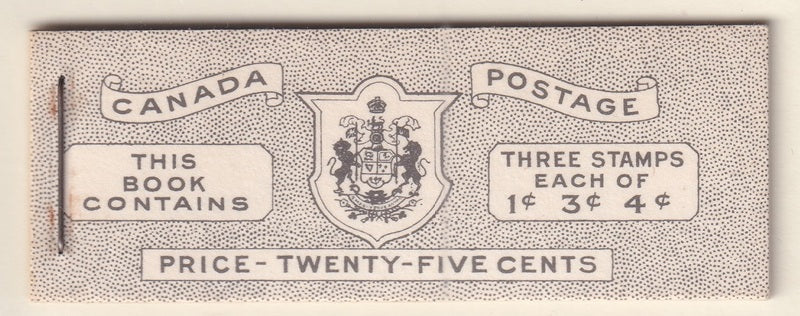 CANADA
POSTAGE
THIS
BOOK
CONTAINS
THREE STAMPS
EACH OF
1¢ 3¢ 4¢
PRICE-TWENTY-FIVE CENTS